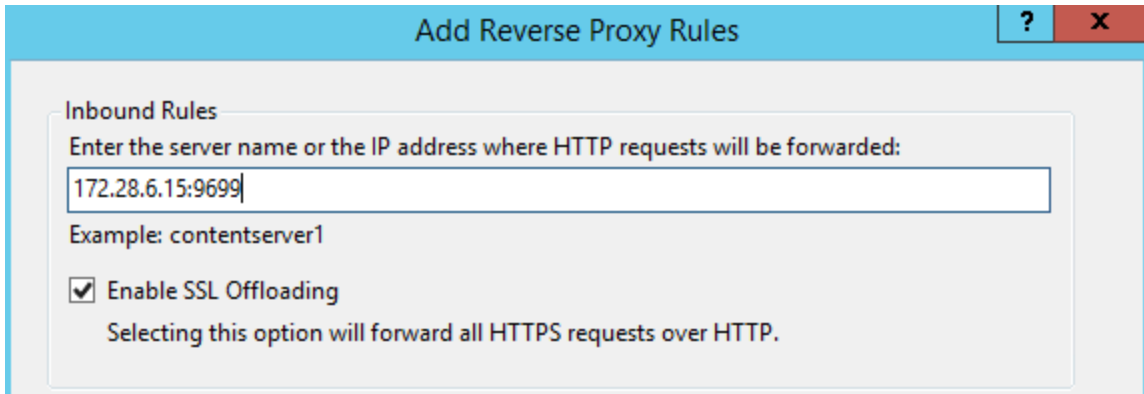 Add Reverse Proxy Rules
? x
Inbound Rules
Enter the server name or the IP address where HTTP requests will be forwarded:
172.28.6.15:9699
Example: contentserver1
Enable SSL Offloading
Selecting this option will forward all HTTPS requests over HTTP.